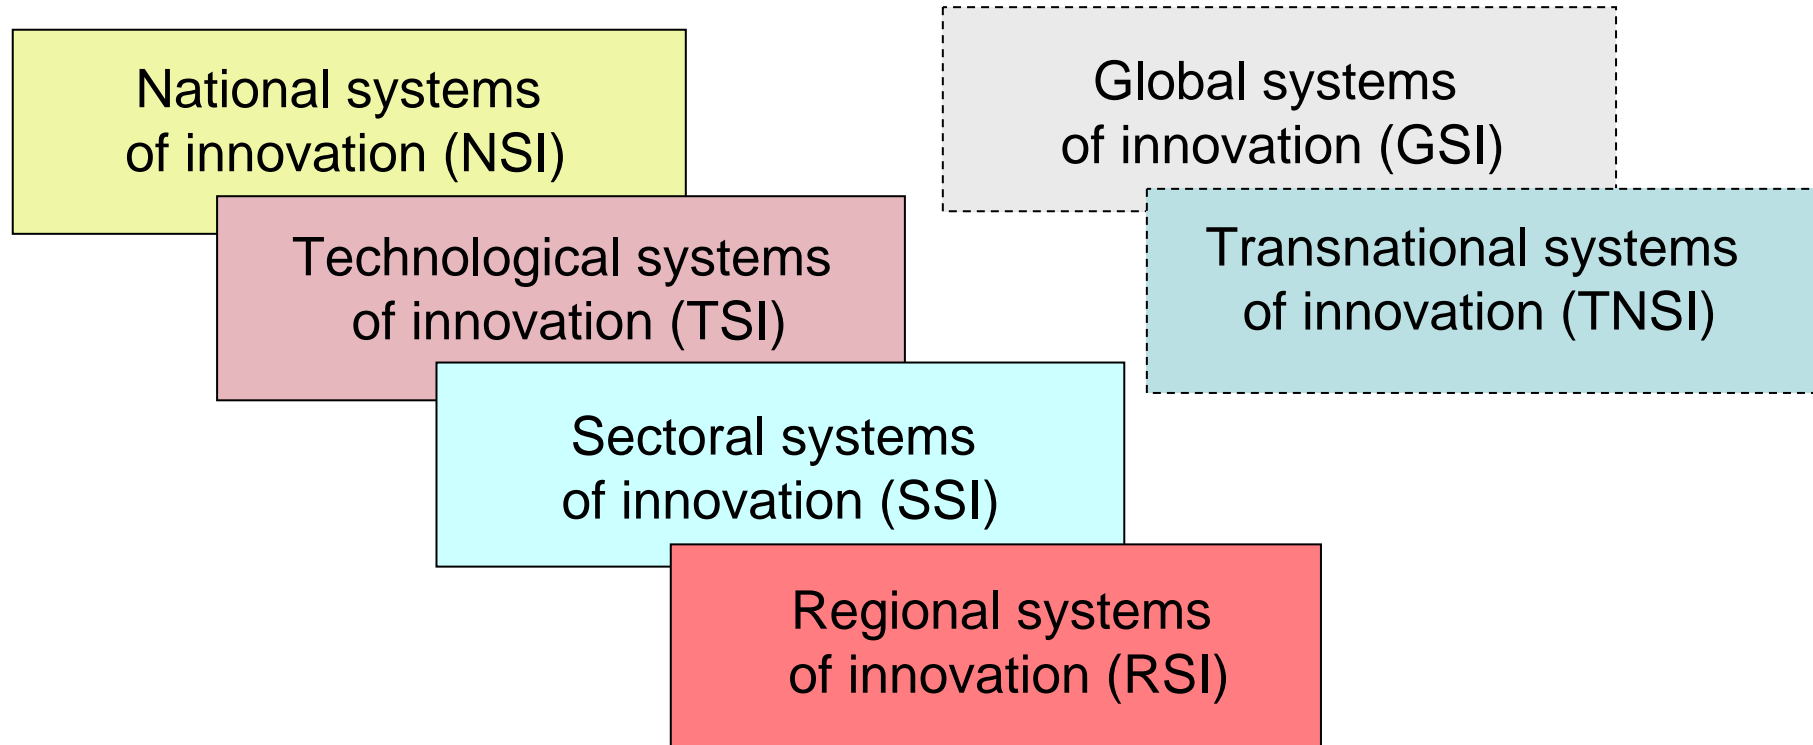 National systems
of innovation (NSI)
Technological systems
of innovation (TSI)
Sectoral systems
of innovation (SSI)
Regional systems
of innovation (RSI)
Global systems
of innovation (GSI)
Transnational systems
of innovation (TNSI)